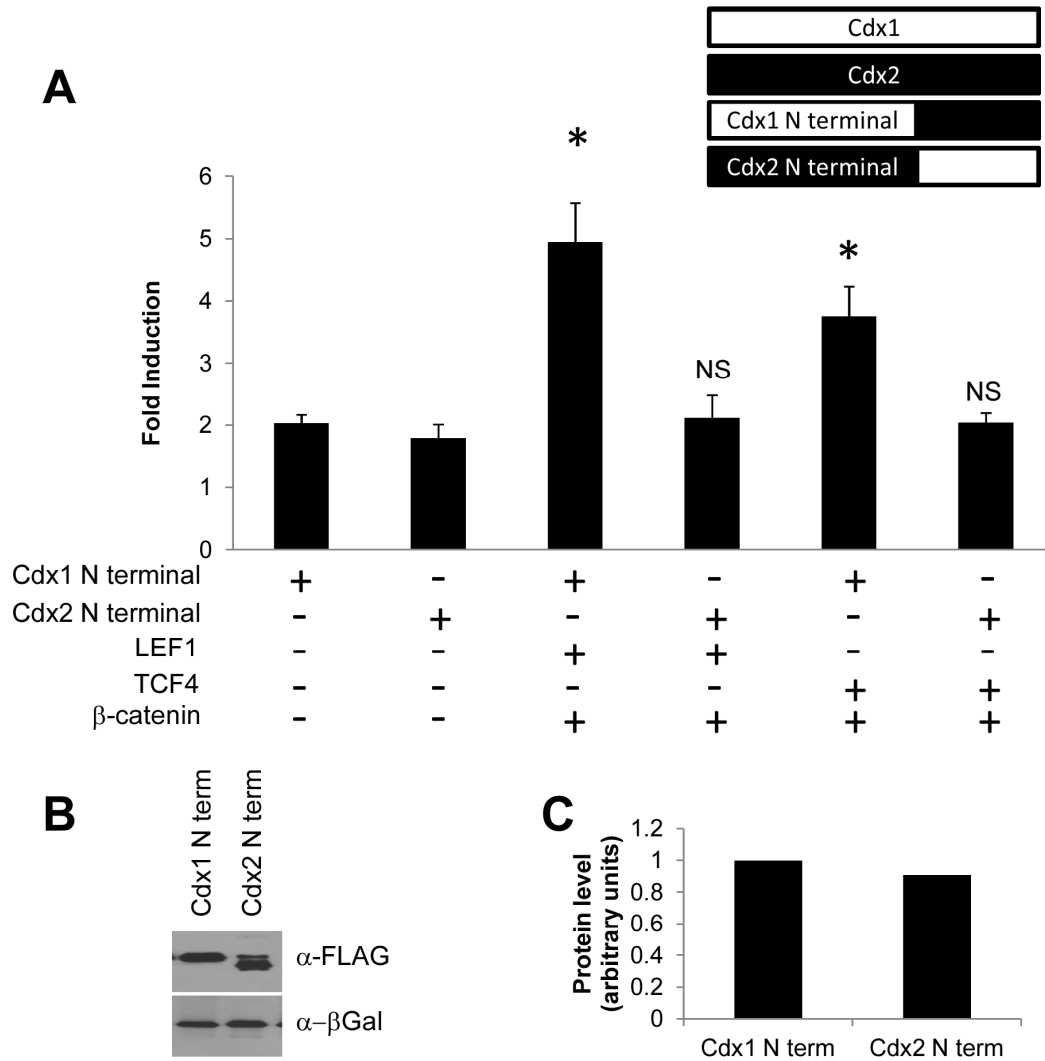 Cdx1
Cdx2
Cdx1 N terminal
Cdx2 N terminal
A
*
*
NS
NS
Fold Induction
6
5
4
3
2
1
0
Cdx1 N terminal + - + - + -
Cdx2 N terminal - + - + - +
LEF1 - - + + - -
TCF4 - - - - + +
β-catenin - - + + + +
B
Cdx1 N term
Cdx2 N term
α-FLAG
α-βGal
C
Protein level
(arbitrary units)
1.2
1
0.8
0.6
0.4
0.2
0
Cdx1 N term Cdx2 N term